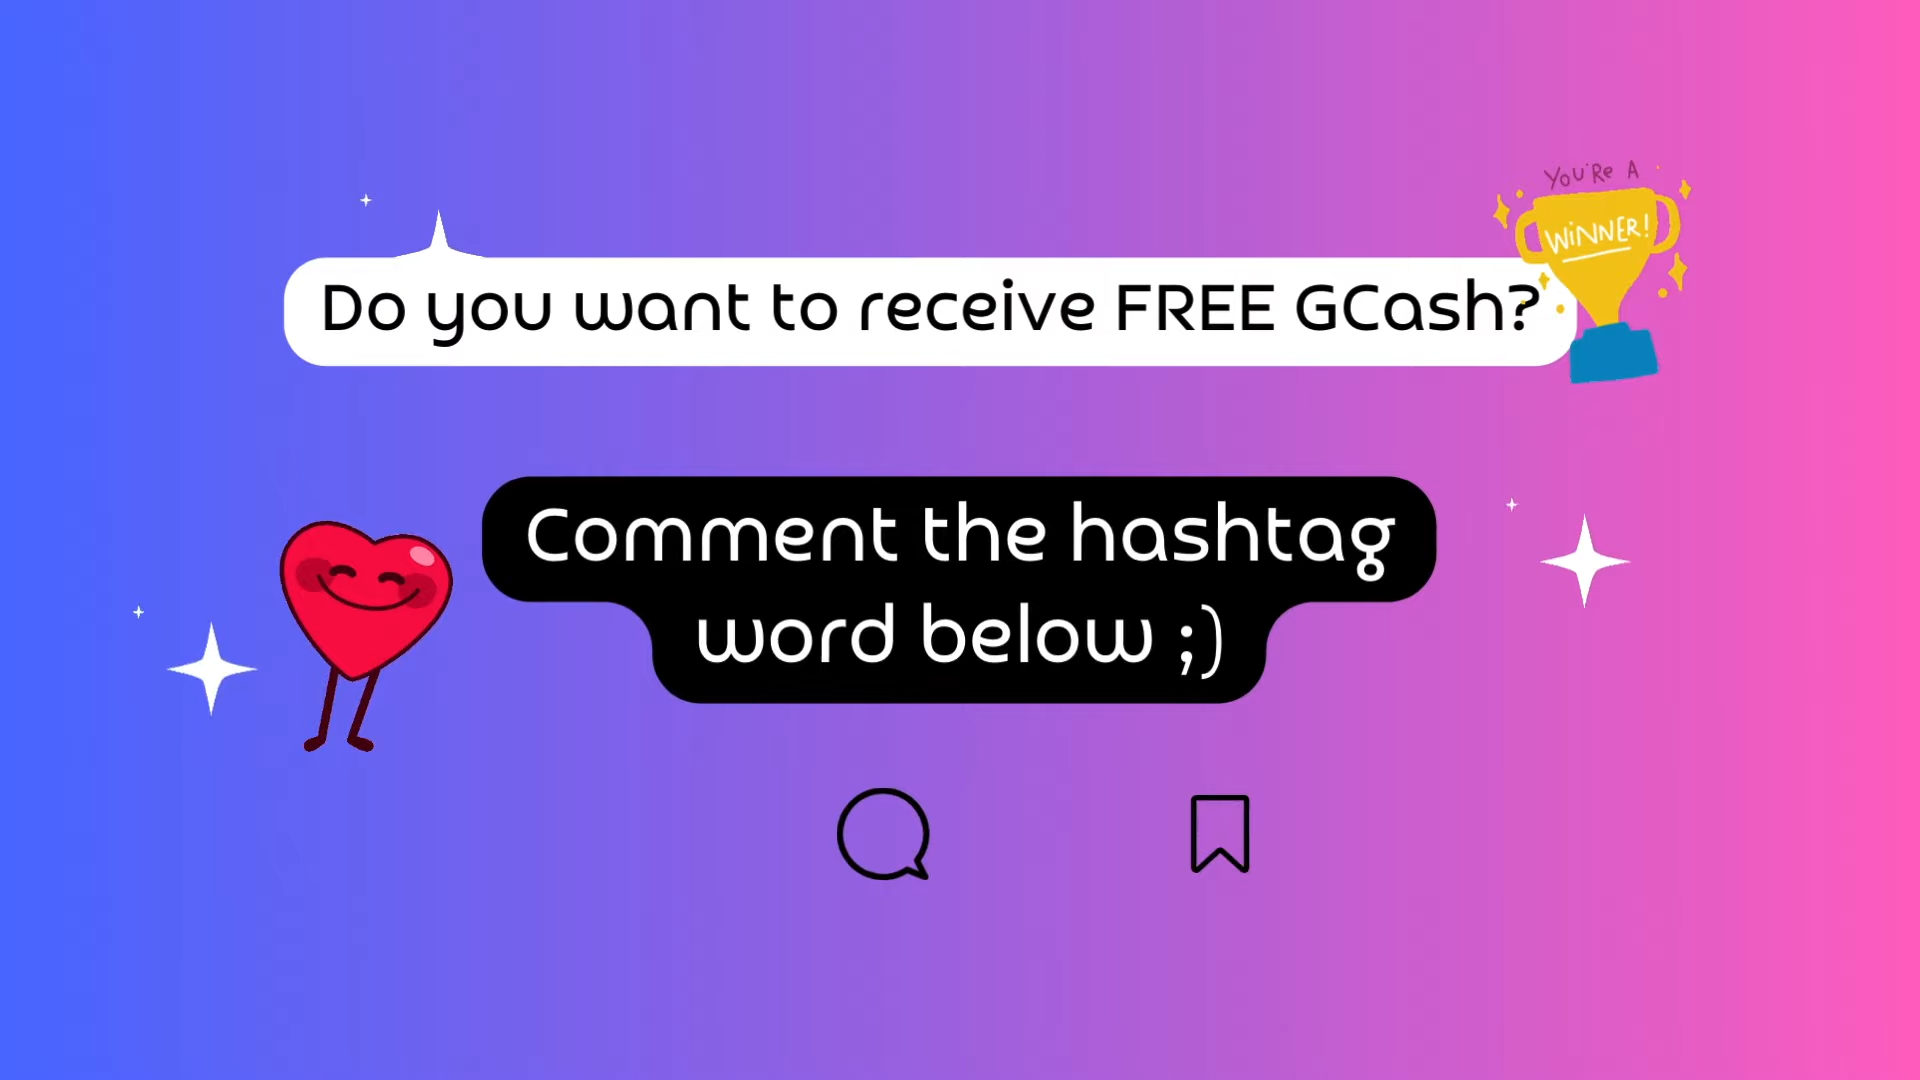 YOU'RE A
WINNER!
Do you want to receive FREE GCash?
Comment the hashtag
word below ;)